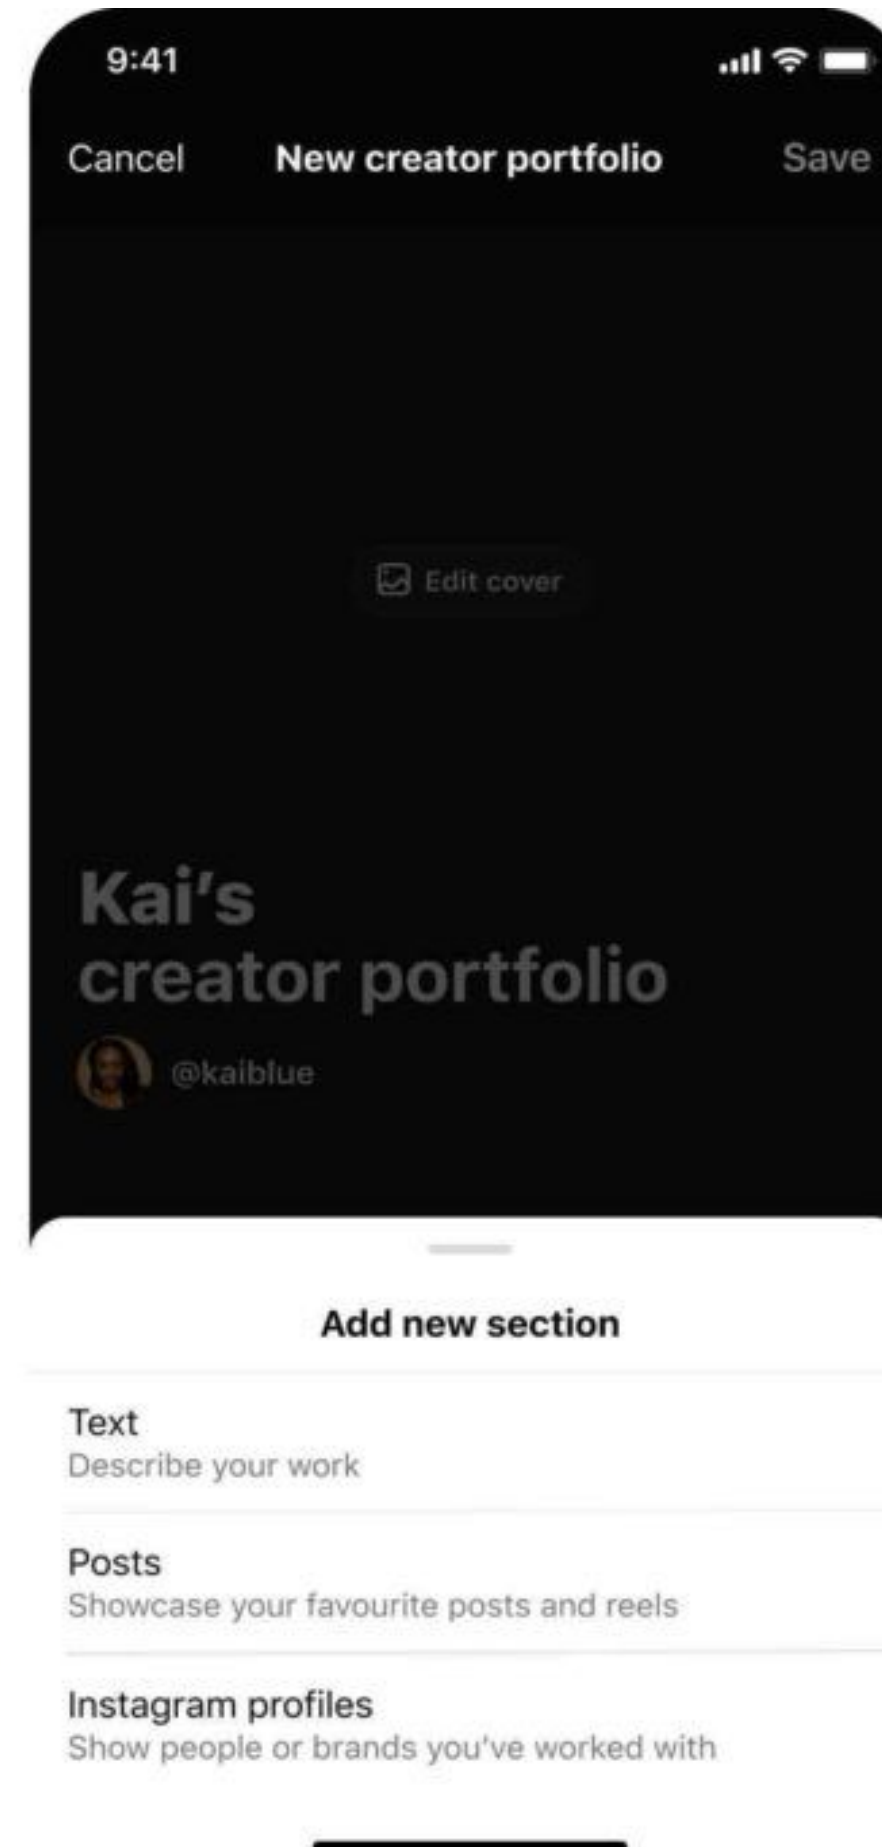 9:41
Cancel New creator portfolio Save
Edit cover
Kai’s
creator portfolio
@kaiblue
Add new section
Text
Describe your work
Posts
Showcase your favourite posts and reels
Instagram profiles
Show people or brands you've worked with